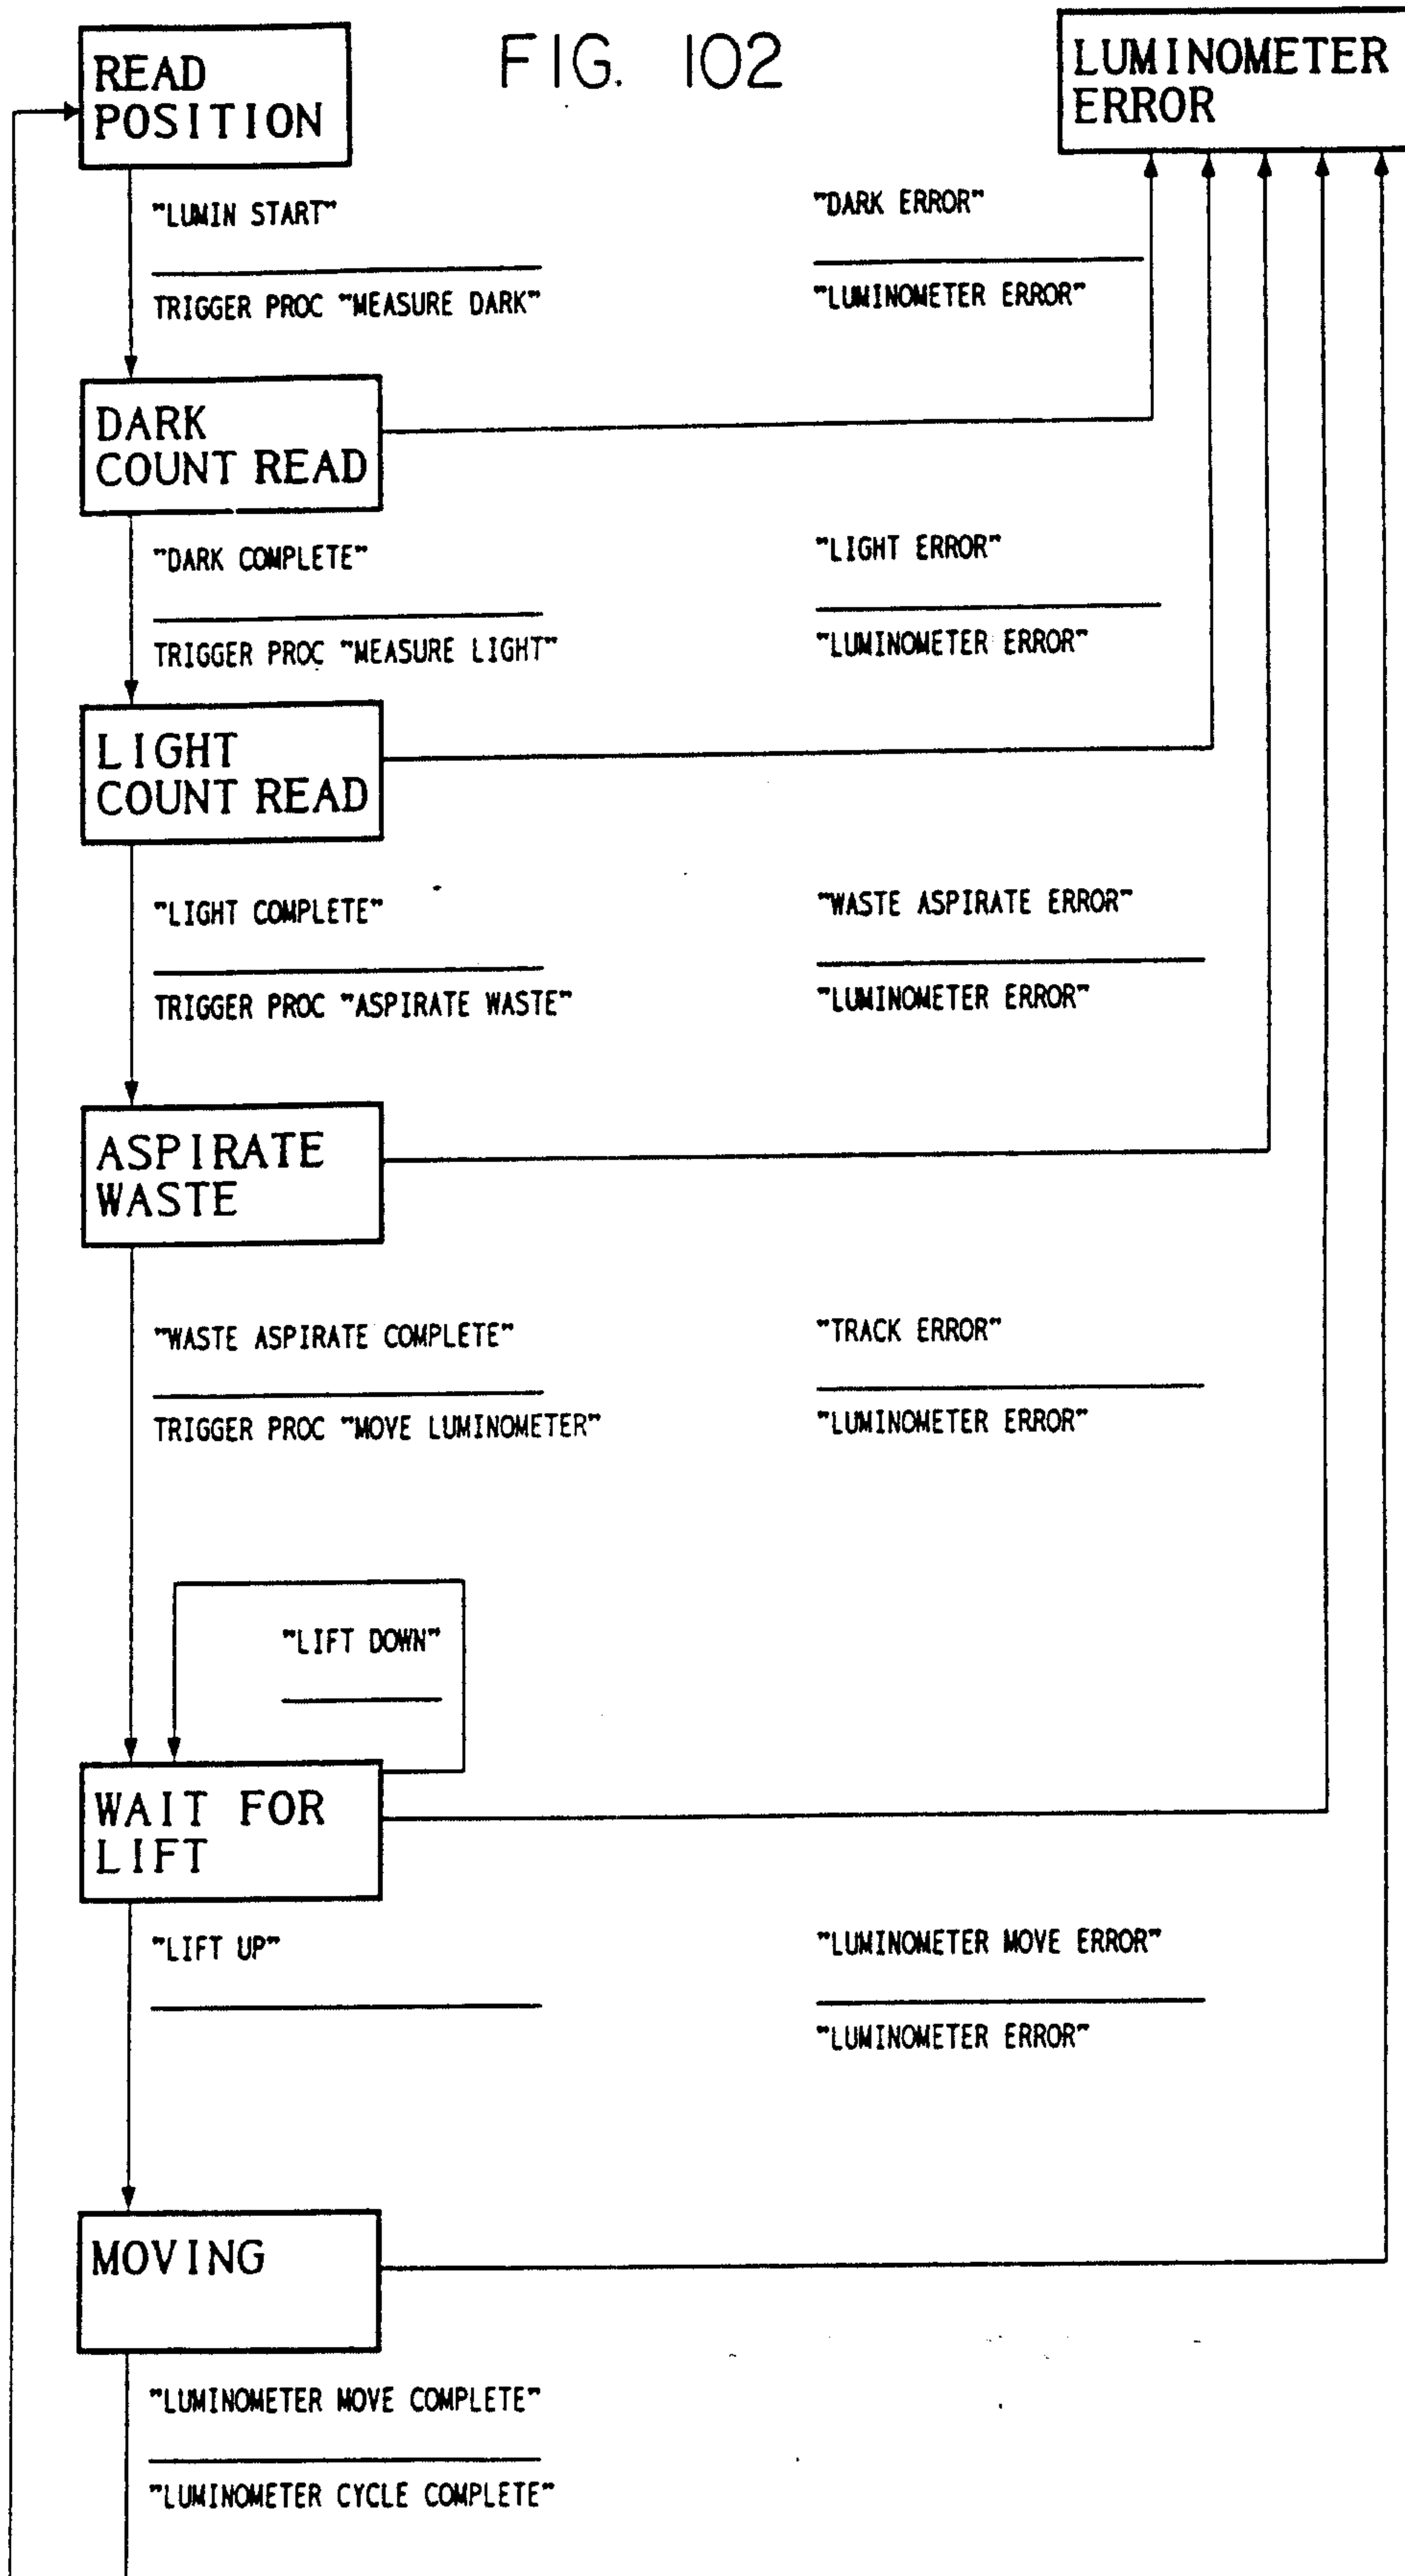 FIG. 102
READ
POSITION
LUMINOMETER
ERROR
"LUMIN START"
TRIGGER PROC "MEASURE DARK"
"DARK ERROR"
"LUMINOMETER ERROR"
DARK
COUNT READ
"DARK COMPLETE"
TRIGGER PROC "MEASURE LIGHT"
"LIGHT ERROR"
"LUMINOMETER ERROR"
LIGHT
COUNT READ
"LIGHT COMPLETE"
TRIGGER PROC "ASPIRATE WASTE"
"WASTE ASPIRATE ERROR"
"LUMINOMETER ERROR"
ASPIRATE
WASTE
"WASTE ASPIRATE COMPLETE"
TRIGGER PROC "MOVE LUMINOMETER"
"TRACK ERROR"
"LUMINOMETER ERROR"
"LIFT DOWN"
WAIT FOR
LIFT
"LIFT UP"
"LUMINOMETER MOVE ERROR"
"LUMINOMETER ERROR"
MOVING
"LUMINOMETER MOVE COMPLETE"
"LUMINOMETER CYCLE COMPLETE"